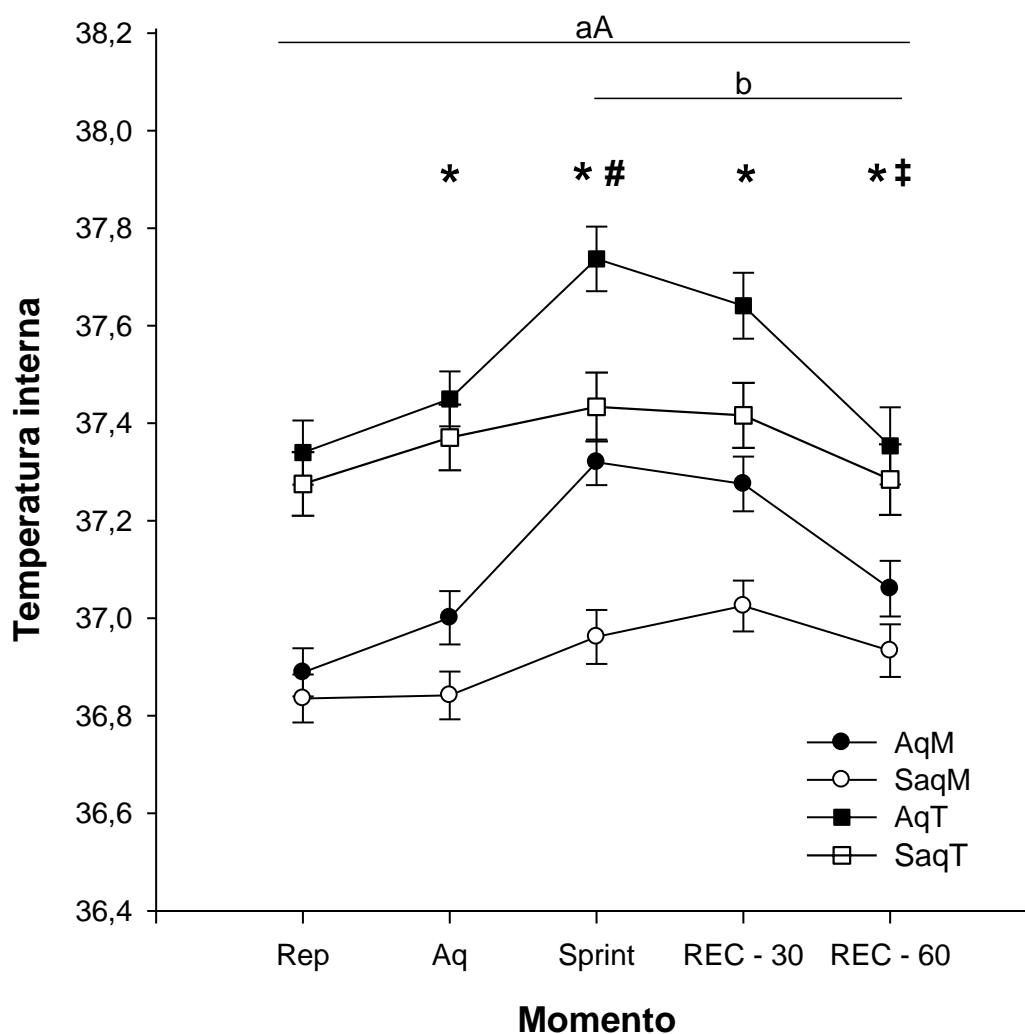 38,2
aA
b
38,0
* * # * * ‡
37,8
37,6
37,4
37,2
37,0
36,8
36,6
36,4
Temperatura interna
AqM
SaqM
AqT
SaqT
Rep Aq Sprint REC - 30 REC - 60
Momento